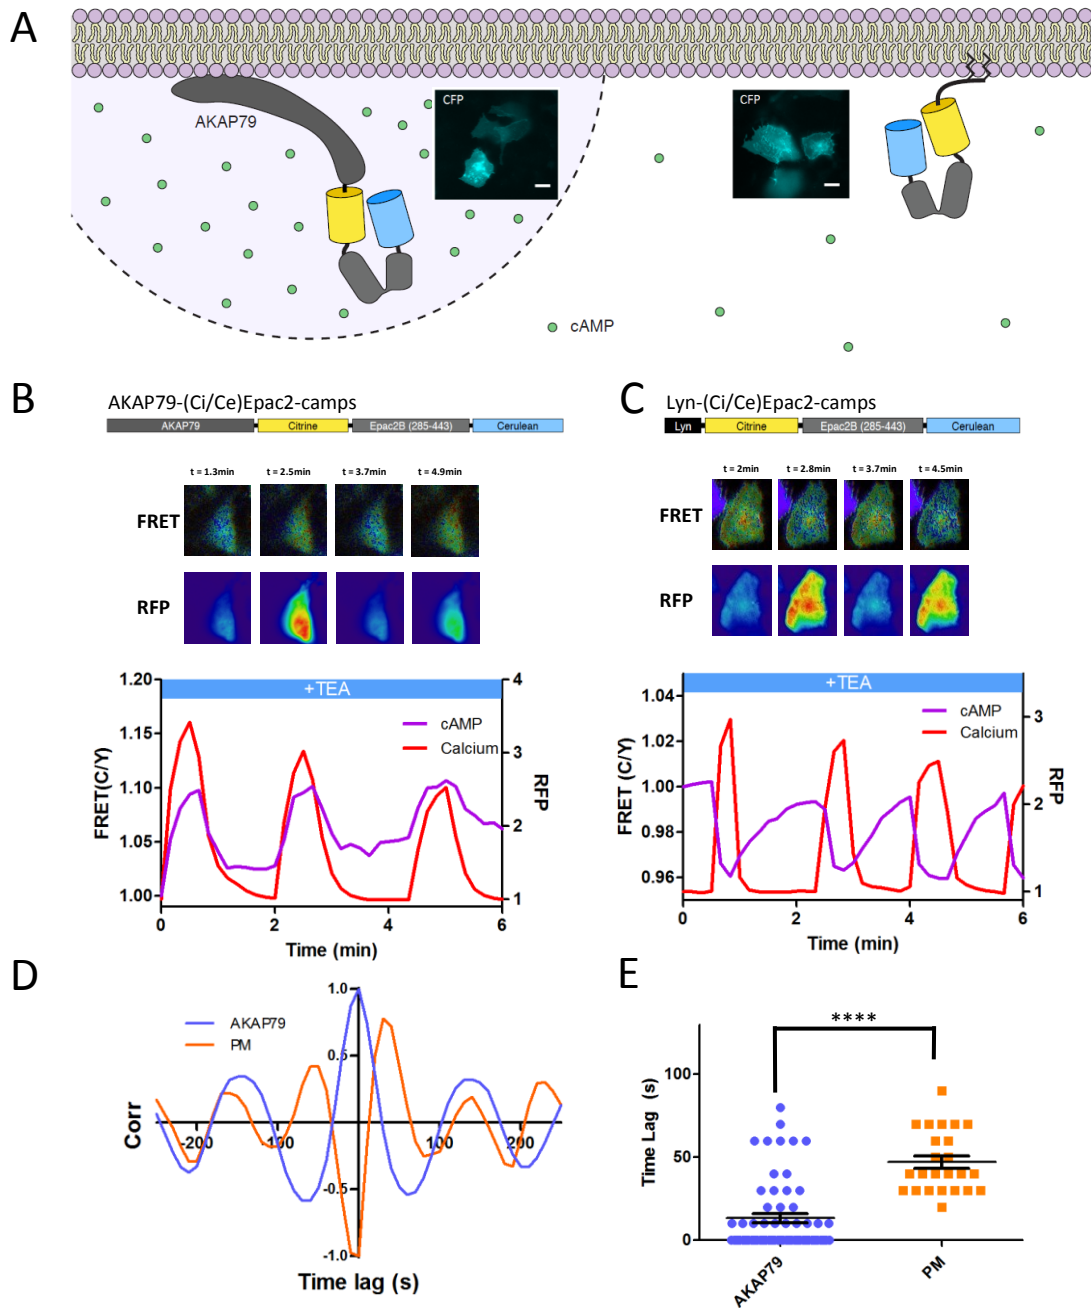 A
AKAP79
CFP
CFP
cAMP
B
AKAP79-(Ci/Ce)Epac2-camps
AKAP79 Citrine Epac2B (285-443) Cerulean
t = 1.3min t = 2.5min t = 3.7min t = 4.9min
FRET
RFP
+TEA
cAMP
Calcium
FRET(C/Y)
1.20
1.15
1.10
1.05
1.00
RFP
4
3
2
1
0 2 4 6
Time (min)
C
Lyn-(Ci/Ce)Epac2-camps
Lyn Citrine Epac2B (285-443) Cerulean
t = 2min t = 2.8min t = 3.7min t = 4.5min
FRET
RFP
+TEA
cAMP
Calcium
FRET (C/Y)
1.04
1.02
1.00
0.98
0.96
RFP
3
2
1
0 2 4 6
Time (min)
D
AKAP79
PM
Corr
1.0
0.5
-0.5
-1.0
-200 -100 100 200
Time lag (s)
E
****
Time Lag (s)
100
50
0
AKAP79
PM